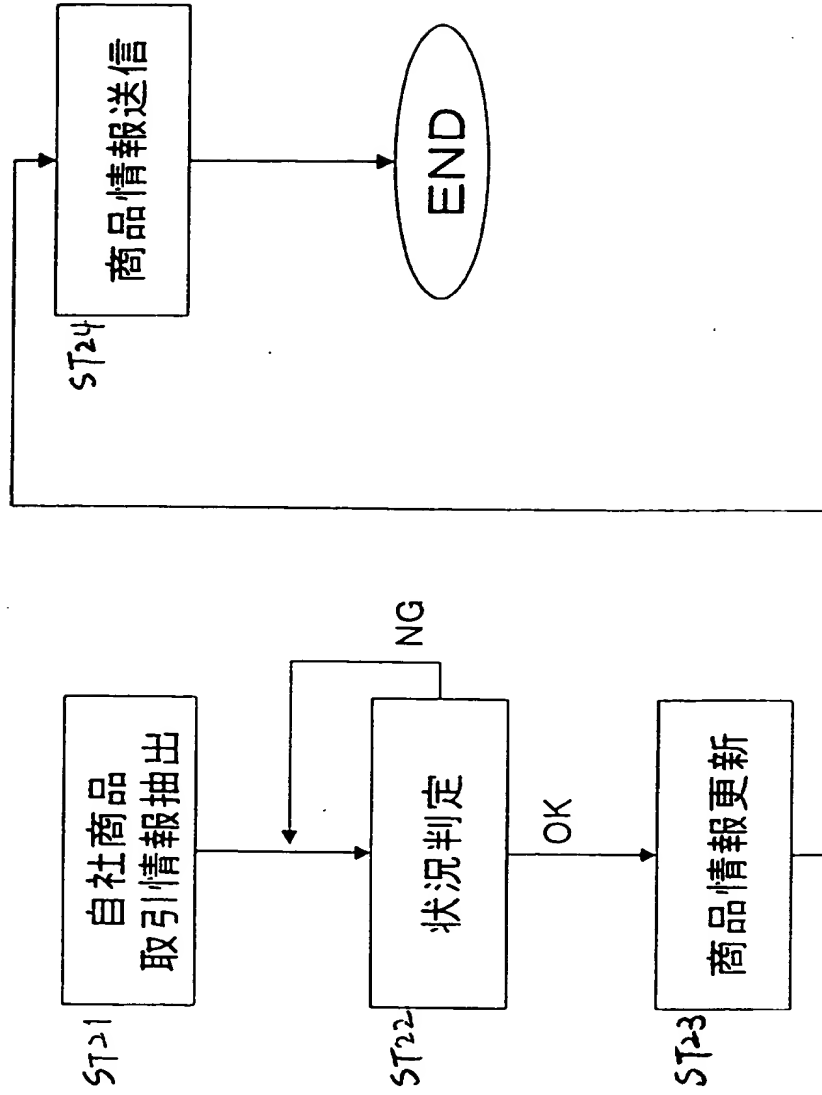 ST21
自社商品
取引情報抽出
ST22
状況判定
NG
OK
ST23
商品情報更新
ST24
商品情報送信
END